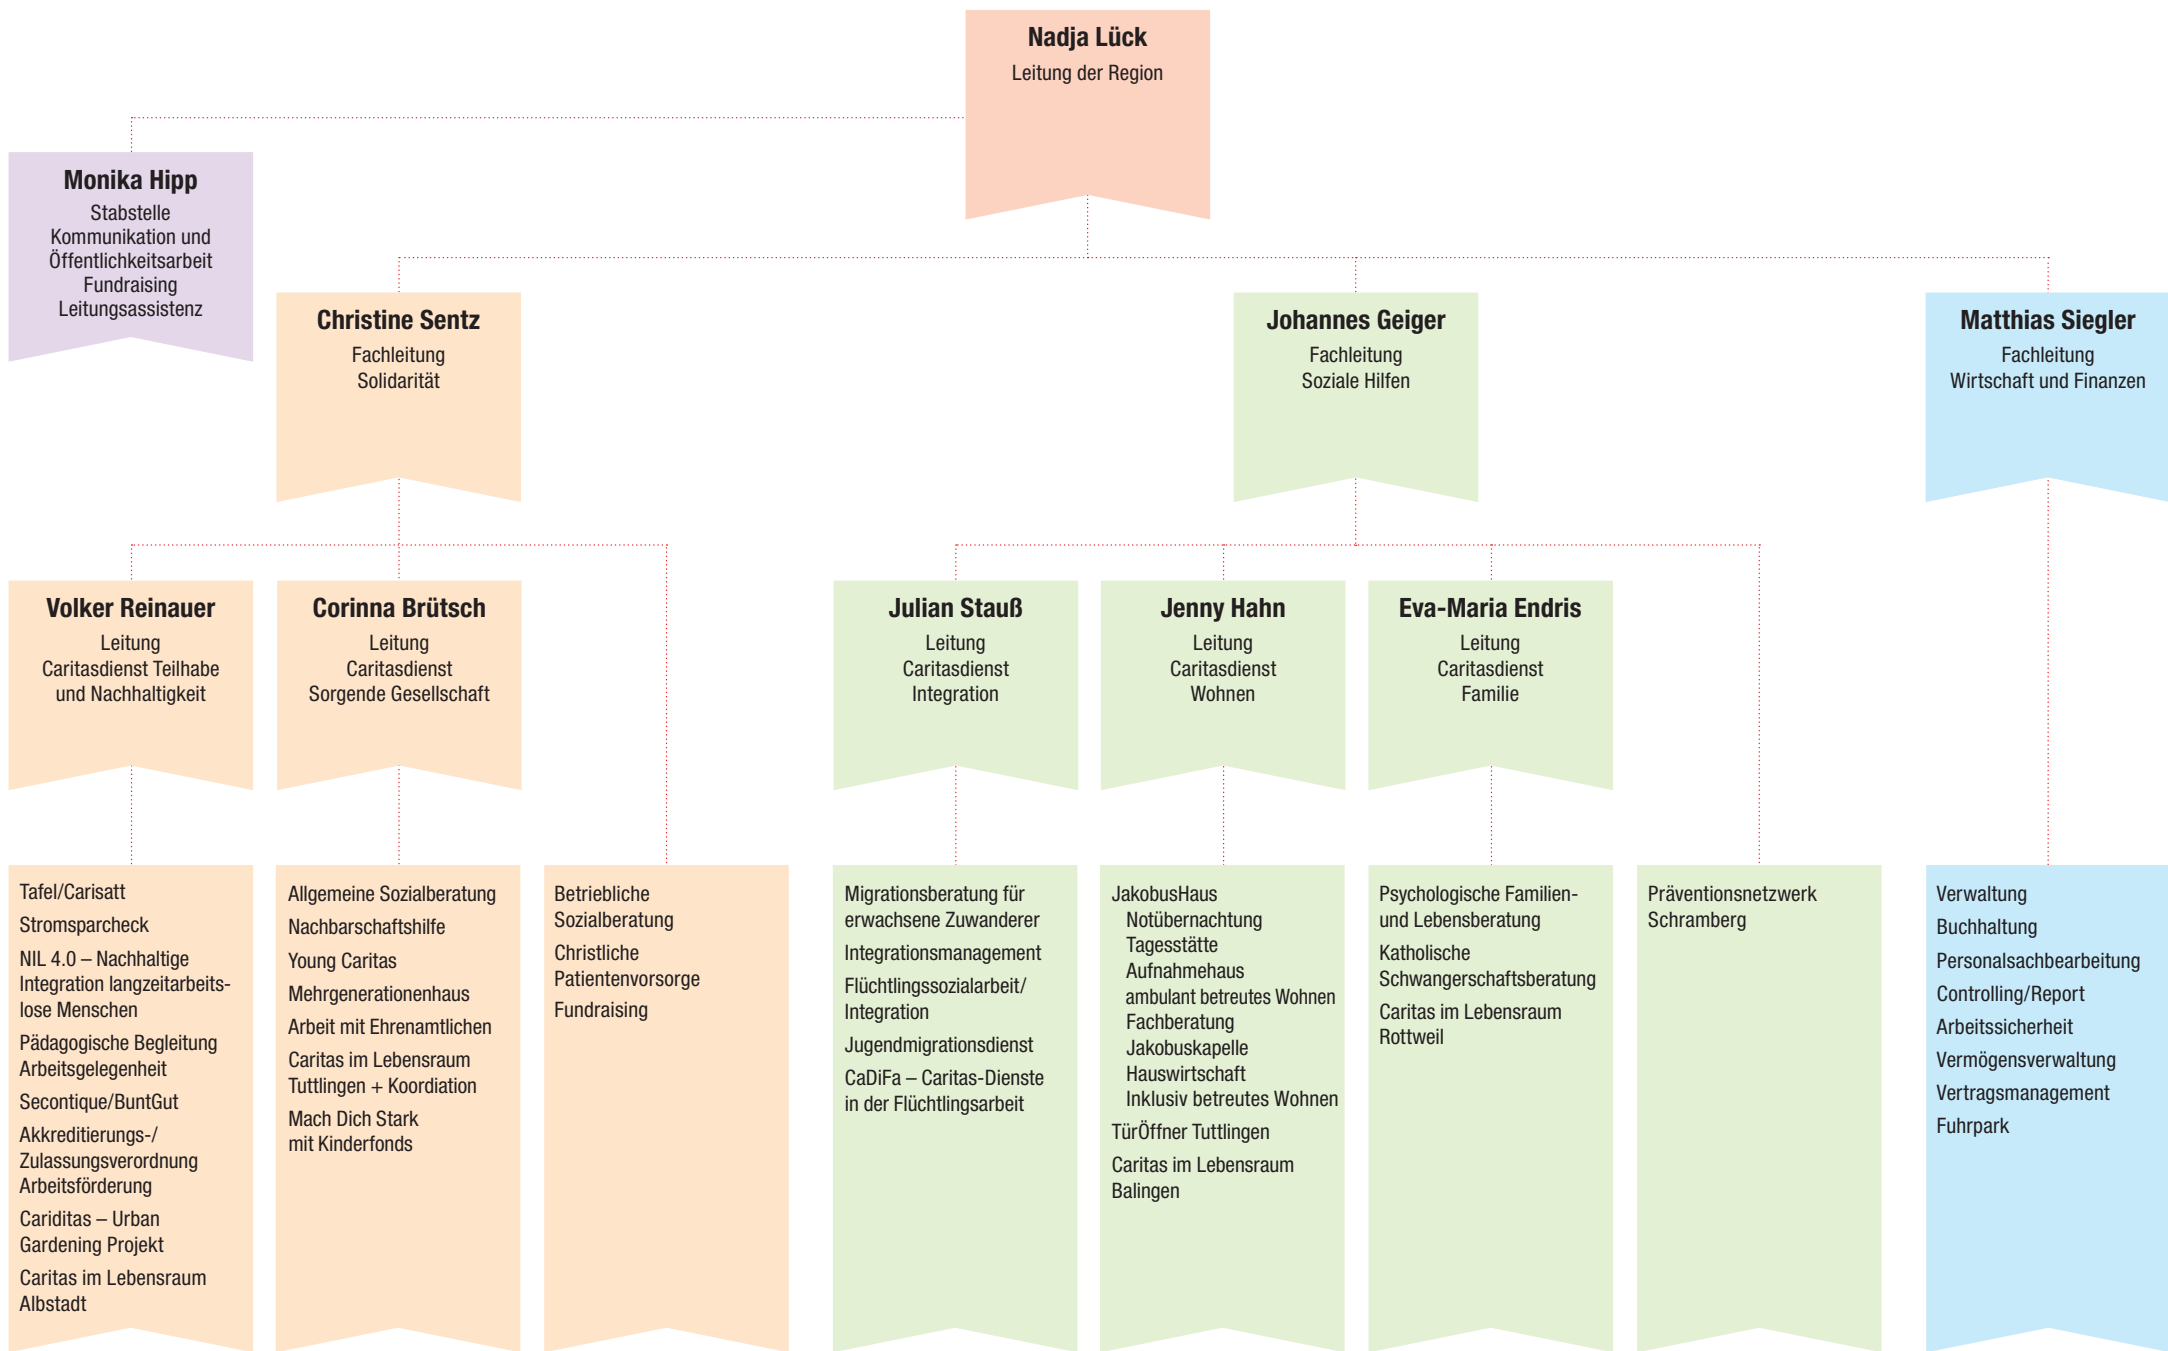 Nadja Lück
Leitung der Region
Monika Hipp
Stabstelle
Kommunikation und
Öffentlichkeitsarbeit
Fundraising
Leitungsassistenz
Christine Sentz
Fachleitung
Solidarität
Johannes Geiger
Fachleitung
Soziale Hilfen
Matthias Siegler
Fachleitung
Wirtschaft und Finanzen
Volker Reinauer
Leitung
Caritasdienst Teilhabe
und Nachhaltigkeit
Corinna Brütsch
Leitung
Caritasdienst
Sorgende Gesellschaft
Julian Stauß
Leitung
Caritasdienst
Integration
Jenny Hahn
Leitung
Caritasdienst
Wohnen
Eva-Maria Endris
Leitung
Caritasdienst
Familie
Tafel/Carisatt
Stromsparcheck
NIL 4.0 – Nachhaltige
Integration langzeitarbeits-
lose Menschen
Pädagogische Begleitung
Arbeitsgelegenheit
Secontique/BuntGut
Akkreditierungs-/
Zulassungsverordnung
Arbeitsförderung
Cariditas – Urban
Gardening Projekt
Caritas im Lebensraum
Albstadt
Allgemeine Sozialberatung
Nachbarschaftshilfe
Young Caritas
Mehrgenerationenhaus
Arbeit mit Ehrenamtlichen
Caritas im Lebensraum
Tuttlingen + Koordiation
Mach Dich Stark
mit Kinderfonds
Betriebliche
Sozialberatung
Christliche
Patientenvorsorge
Fundraising
Migrationsberatung für
erwachsene Zuwanderer
Integrationsmanagement
Flüchtlingssozialarbeit/
Integration
Jugendmigrationsdienst
CaDiFa – Caritas-Dienste
in der Flüchtlingsarbeit
JakobusHaus
Notübernachtung
Tagesstätte
Aufnahmehaus
ambulant betreutes Wohnen
Fachberatung
Jakobuskapelle
Hauswirtschaft
Inklusiv betreutes Wohnen
TürÖffner Tuttlingen
Caritas im Lebensraum
Balingen
Psychologische Familien-
und Lebensberatung
Katholische
Schwangerschaftsberatung
Caritas im Lebensraum
Rottweil
Präventionsnetzwerk
Schramberg
Verwaltung
Buchhaltung
Personalsachbearbeitung
Controlling/Report
Arbeitssicherheit
Vermögensverwaltung
Vertragsmanagement
Fuhrpark